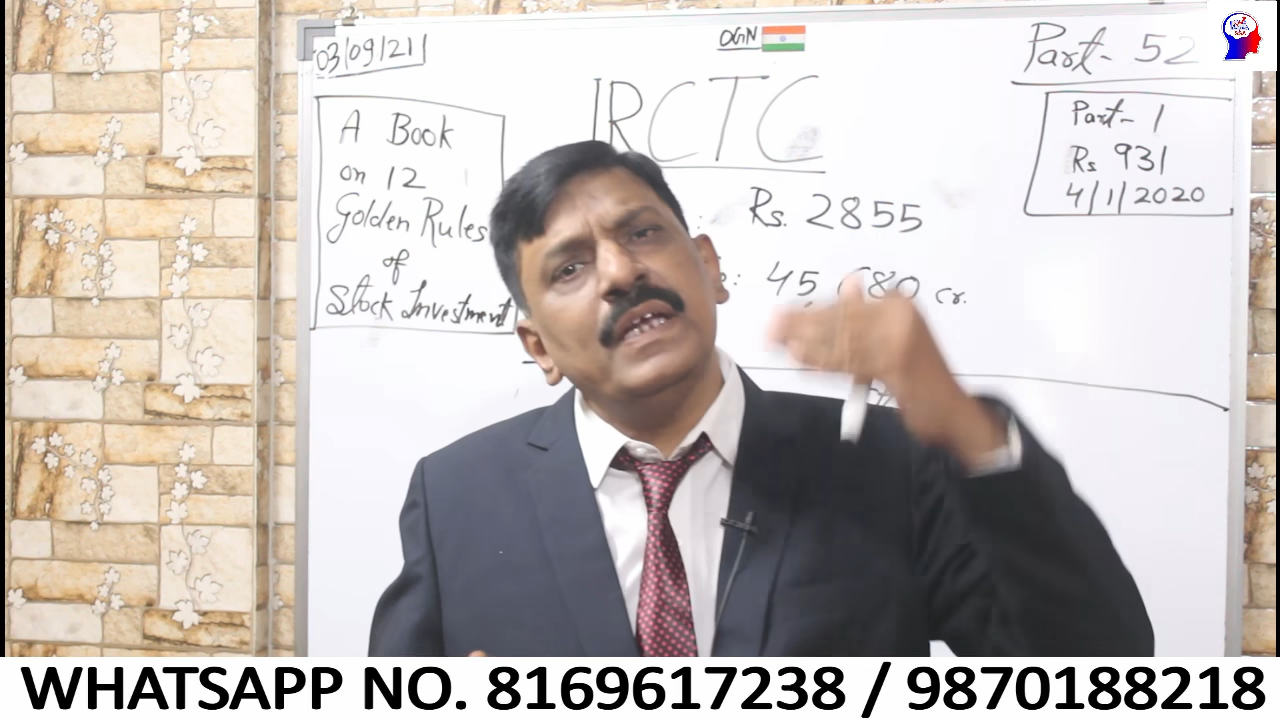 03/09/21
OGN
Part- 52
IRCTC
A Book
on 12
Golden Rules
of
Stock Investment
Part- 1
Rs 931
4/1/2020
: Rs. 2855
: 45,680 Cr.
WHATSAPP NO. 8169617238 / 9870188218